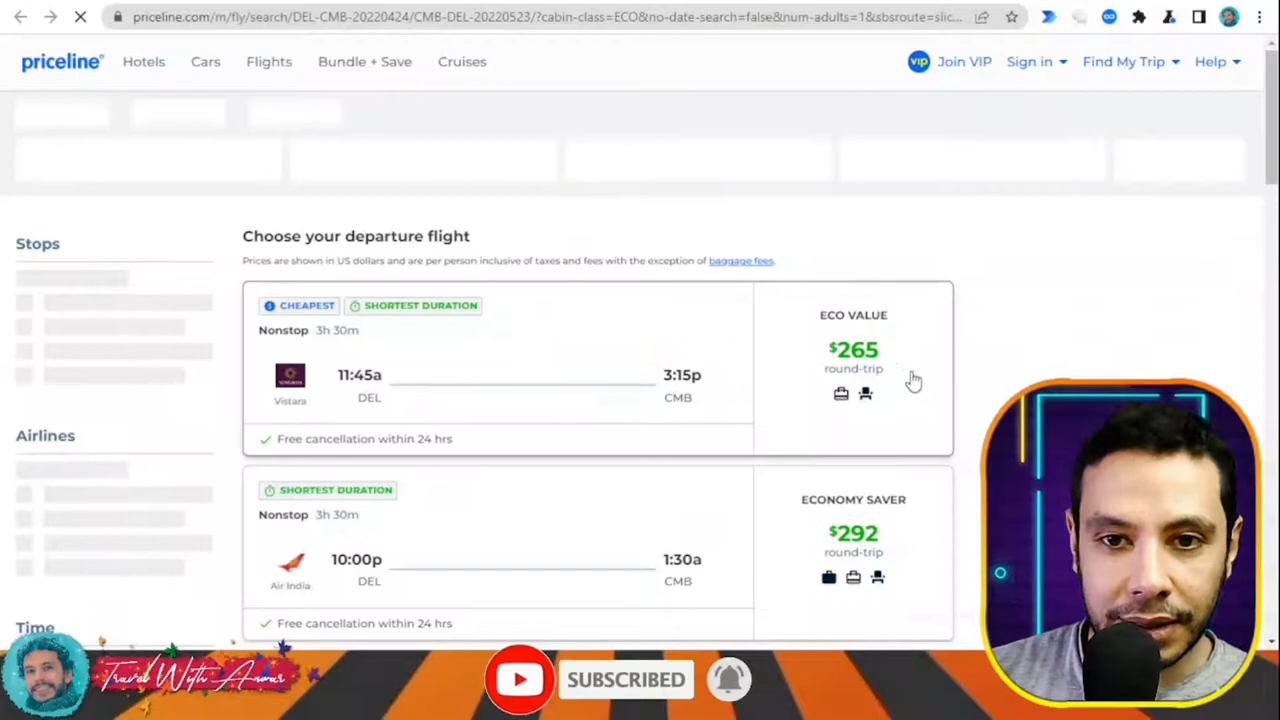 priceline.com/m/fly/search/DEL-CMB-20220424/CMB-DEL-20220523/?cabin-class=ECO&no-date-search=false&num-adults=1&sbsroute=slic...
priceline Hotels Cars Flights Bundle + Save Cruises VIP Join VIP Sign in Find My Trip Help
Stops
Choose your departure flight
Prices are shown in US dollars and are per person inclusive of taxes and fees with the exception of baggage fees.
CHEAPEST SHORTEST DURATION
Nonstop 3h 30m
Vistara
11:45a
DEL
3:15p
CMB
Free cancellation within 24 hrs
ECO VALUE
$265
round-trip
Airlines
SHORTEST DURATION
Nonstop 3h 30m
Air India
10:00p
DEL
1:30a
CMB
Free cancellation within 24 hrs
ECONOMY SAVER
$292
round-trip
Time
Travel With Anour
SUBSCRIBED